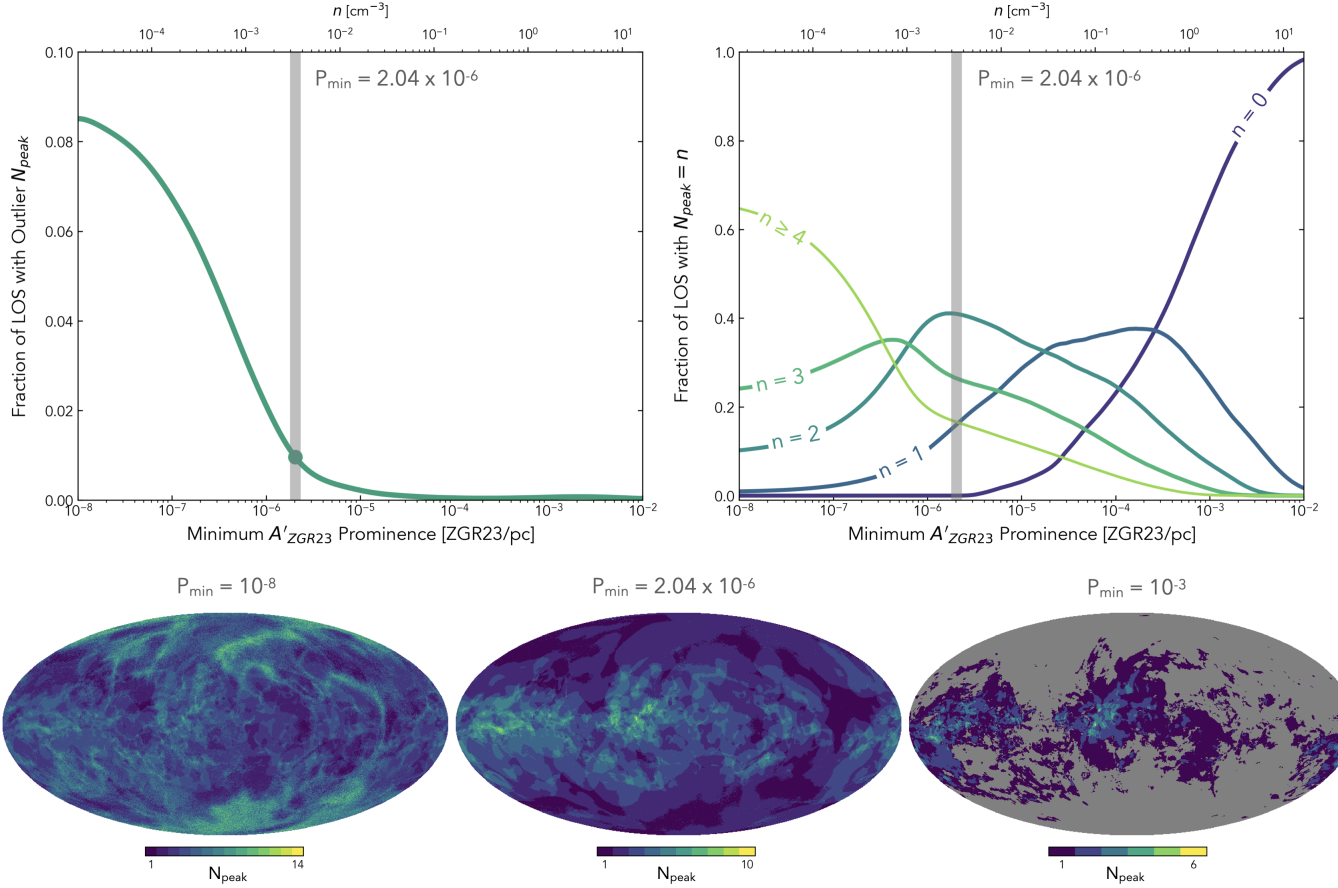 n [cm⁻³]
10⁻⁴ 10⁻³ 10⁻² 10⁻¹ 10⁰ 10¹
P_min = 2.04 x 10⁻⁶
Fraction of LOS with Outlier N_peak
0.10
0.08
0.06
0.04
0.02
0.00
10⁻⁸ 10⁻⁷ 10⁻⁶ 10⁻⁵ 10⁻⁴ 10⁻³ 10⁻²
Minimum A′_ZGR23 Prominence [ZGR23/pc]
n [cm⁻³]
10⁻⁴ 10⁻³ 10⁻² 10⁻¹ 10⁰ 10¹
P_min = 2.04 x 10⁻⁶
Fraction of LOS with N_peak = n
1.0
0.8
0.6
0.4
0.2
0.0
n = 0
n ≥ 4
n = 3
n = 2
n = 1
10⁻⁸ 10⁻⁷ 10⁻⁶ 10⁻⁵ 10⁻⁴ 10⁻³ 10⁻²
Minimum A′_ZGR23 Prominence [ZGR23/pc]
P_min = 10⁻⁸
1 14
N_peak
P_min = 2.04 x 10⁻⁶
1 10
N_peak
P_min = 10⁻³
1 6
N_peak